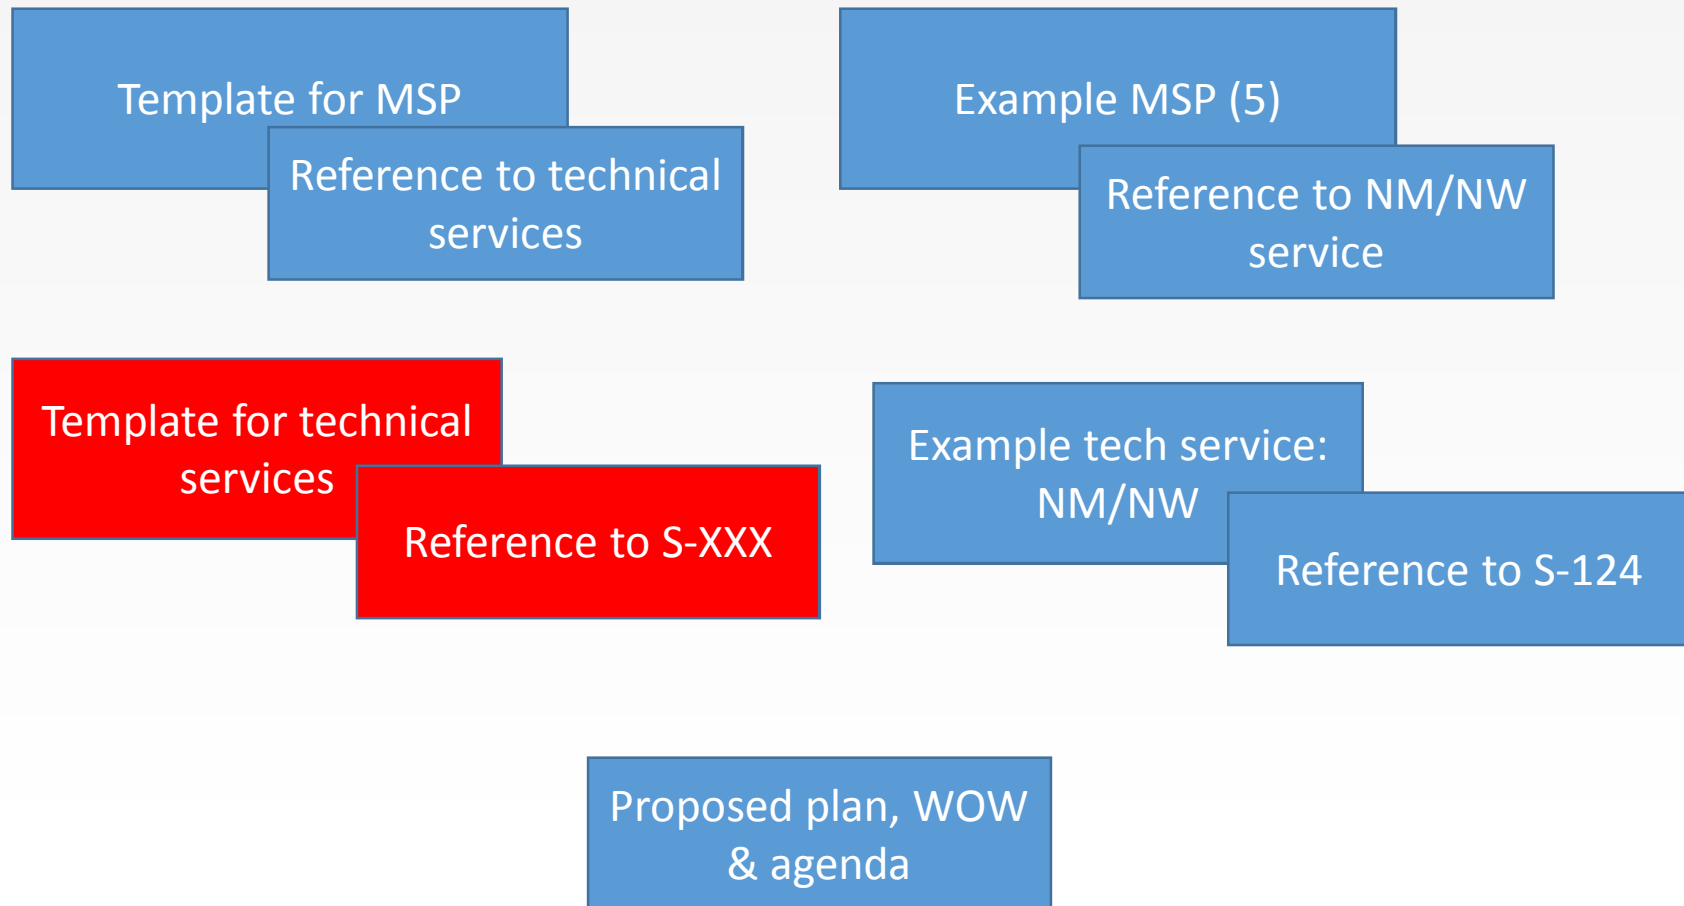 Template for MSP
Reference to technical
services
Example MSP (5)
Reference to NM/NW
service
Template for technical
services
Reference to S-XXX
Example tech service:
NM/NW
Reference to S-124
Proposed plan, WOW
& agenda